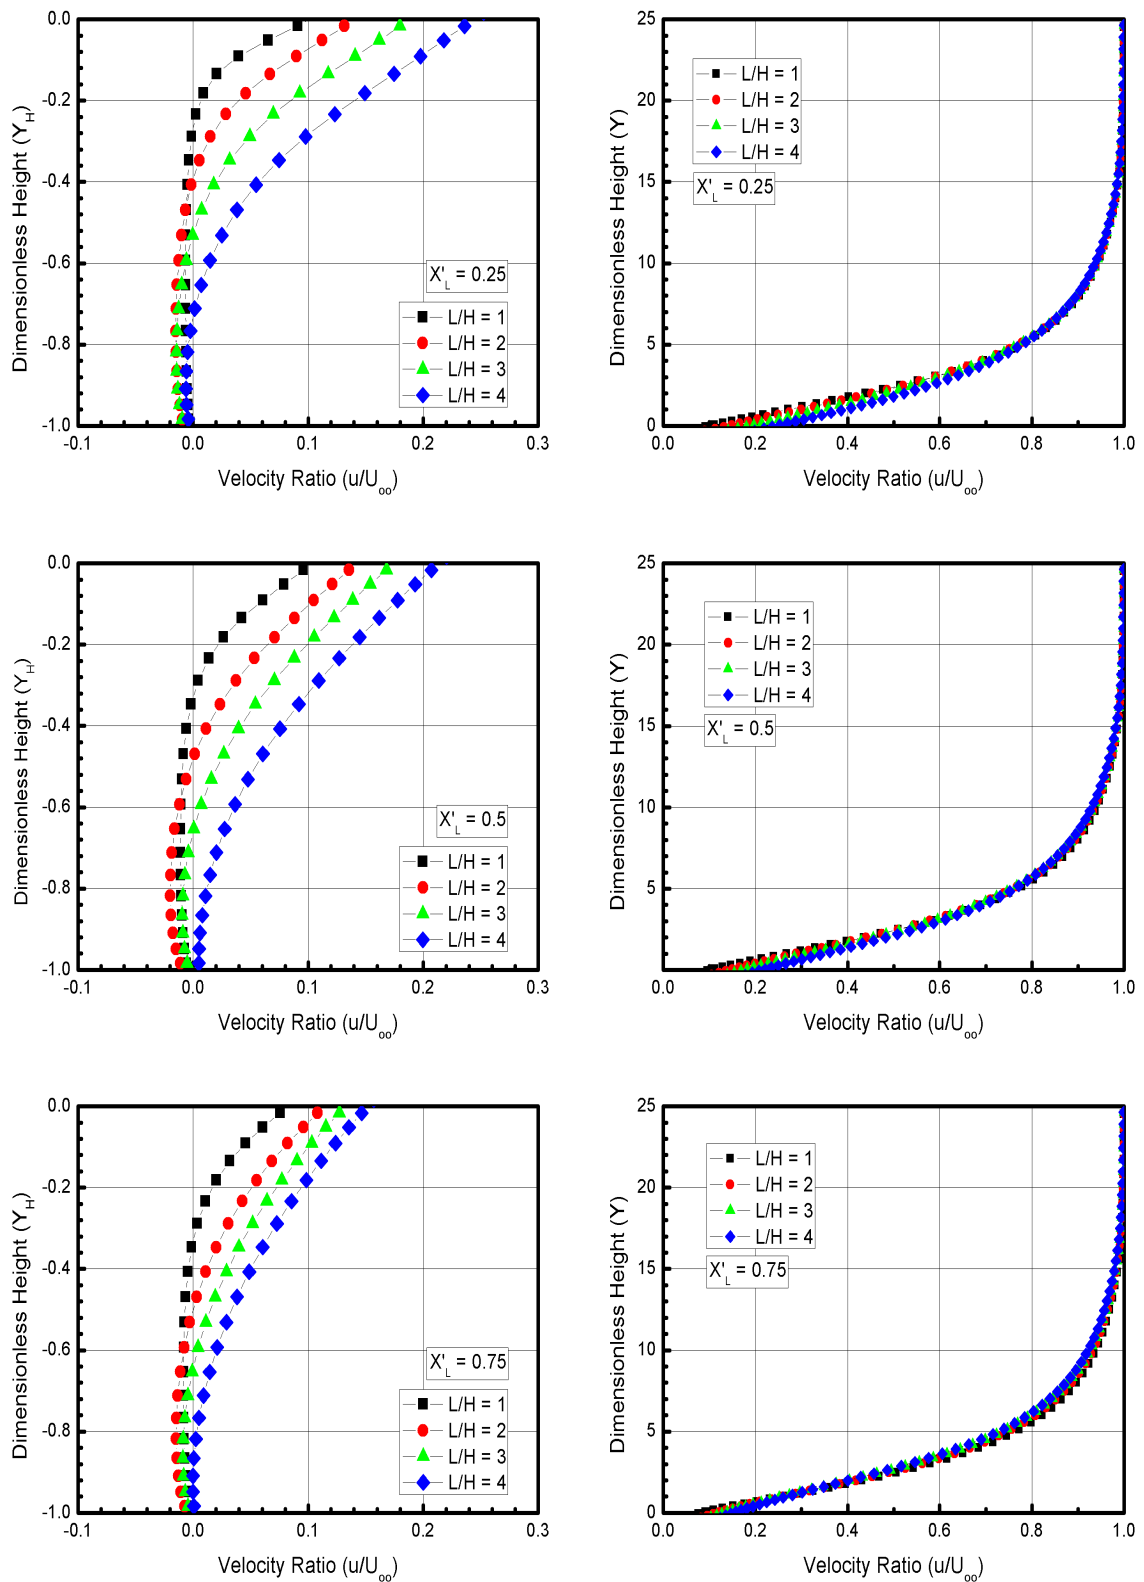 0.0
-0.2
-0.4
-0.6
-0.8
-1.0
-0.1 0.0 0.1 0.2 0.3
Dimensionless Height (Y_H)
Velocity Ratio (u/U_oo)
X'_L = 0.25
L/H = 1
L/H = 2
L/H = 3
L/H = 4
25
20
15
10
5
0
0.0 0.2 0.4 0.6 0.8 1.0
Dimensionless Height (Y)
Velocity Ratio (u/U_oo)
L/H = 1
L/H = 2
L/H = 3
L/H = 4
X'_L = 0.25
0.0
-0.2
-0.4
-0.6
-0.8
-1.0
-0.1 0.0 0.1 0.2 0.3
Dimensionless Height (Y_H)
Velocity Ratio (u/U_oo)
X'_L = 0.5
L/H = 1
L/H = 2
L/H = 3
L/H = 4
25
20
15
10
5
0
0.0 0.2 0.4 0.6 0.8 1.0
Dimensionless Height (Y)
Velocity Ratio (u/U_oo)
L/H = 1
L/H = 2
L/H = 3
L/H = 4
X'_L = 0.5
0.0
-0.2
-0.4
-0.6
-0.8
-1.0
-0.1 0.0 0.1 0.2 0.3
Dimensionless Height (Y_H)
Velocity Ratio (u/U_oo)
X'_L = 0.75
L/H = 1
L/H = 2
L/H = 3
L/H = 4
25
20
15
10
5
0
0.0 0.2 0.4 0.6 0.8 1.0
Dimensionless Height (Y)
Velocity Ratio (u/U_oo)
L/H = 1
L/H = 2
L/H = 3
L/H = 4
X'_L = 0.75